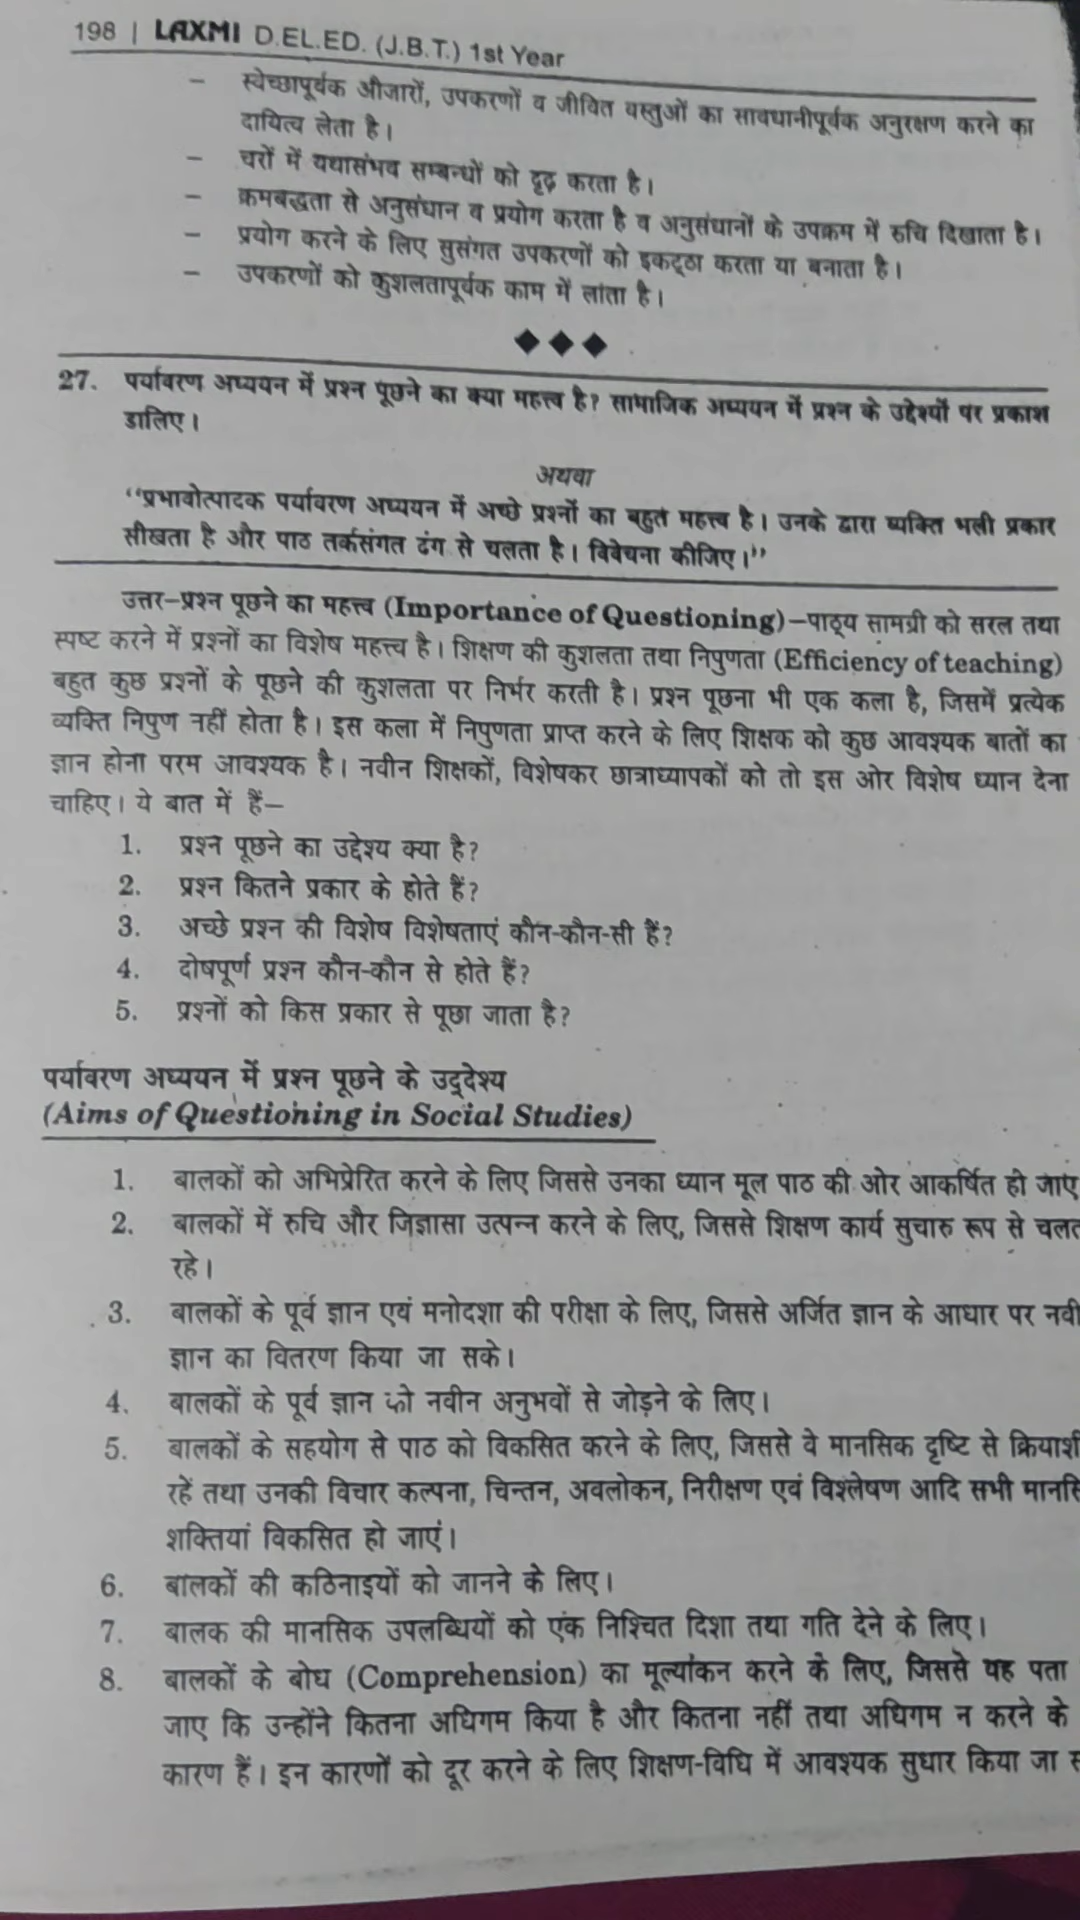 198 | LAXMI D.EL.ED. (J.B.T.) 1st Year
– स्वेच्छापूर्वक औजारों, उपकरणों व जीवित वस्तुओं का सावधानीपूर्वक अनुरक्षण करने का
दायित्व लेता है।
– चरों में यथासंभव सम्बन्धों को दृढ़ करता है।
– क्रमबद्धता से अनुसंधान व प्रयोग करता है व अनुसंधानों के उपक्रम में रुचि दिखाता है।
– प्रयोग करने के लिए सुसंगत उपकरणों को इकट्ठा करता या बनाता है।
– उपकरणों को कुशलतापूर्वक काम में लाता है।
◆◆◆
27. पर्यावरण अध्ययन में प्रश्न पूछने का क्या महत्त्व है? सामाजिक अध्ययन में प्रश्न के उद्देश्यों पर प्रकाश
डालिए।
अथवा
‘‘प्रभावोत्पादक पर्यावरण अध्ययन में अच्छे प्रश्नों का बहुत महत्त्व है। उनके द्वारा व्यक्ति भली प्रकार
सीखता है और पाठ तर्कसंगत ढंग से चलता है। विवेचना कीजिए।’’
उत्तर–प्रश्न पूछने का महत्त्व (Importance of Questioning)–पाठ्य सामग्री को सरल तथा
स्पष्ट करने में प्रश्नों का विशेष महत्त्व है। शिक्षण की कुशलता तथा निपुणता (Efficiency of teaching)
बहुत कुछ प्रश्नों के पूछने की कुशलता पर निर्भर करती है। प्रश्न पूछना भी एक कला है, जिसमें प्रत्येक
व्यक्ति निपुण नहीं होता है। इस कला में निपुणता प्राप्त करने के लिए शिक्षक को कुछ आवश्यक बातों का
ज्ञान होना परम आवश्यक है। नवीन शिक्षकों, विशेषकर छात्राध्यापकों को तो इस ओर विशेष ध्यान देना
चाहिए। ये बात में हैं–
1. प्रश्न पूछने का उद्देश्य क्या है?
2. प्रश्न कितने प्रकार के होते हैं?
3. अच्छे प्रश्न की विशेष विशेषताएं कौन-कौन-सी हैं?
4. दोषपूर्ण प्रश्न कौन-कौन से होते हैं?
5. प्रश्नों को किस प्रकार से पूछा जाता है?
पर्यावरण अध्ययन में प्रश्न पूछने के उद्देश्य
(Aims of Questioning in Social Studies)
1. बालकों को अभिप्रेरित करने के लिए जिससे उनका ध्यान मूल पाठ की ओर आकर्षित हो जाए
2. बालकों में रुचि और जिज्ञासा उत्पन्न करने के लिए, जिससे शिक्षण कार्य सुचारु रूप से चलत
रहे।
3. बालकों के पूर्व ज्ञान एवं मनोदशा की परीक्षा के लिए, जिससे अर्जित ज्ञान के आधार पर नवी
ज्ञान का वितरण किया जा सके।
4. बालकों के पूर्व ज्ञान को नवीन अनुभवों से जोड़ने के लिए।
5. बालकों के सहयोग से पाठ को विकसित करने के लिए, जिससे वे मानसिक दृष्टि से क्रियाशी
रहें तथा उनकी विचार कल्पना, चिन्तन, अवलोकन, निरीक्षण एवं विश्लेषण आदि सभी मानसि
शक्तियां विकसित हो जाएं।
6. बालकों की कठिनाइयों को जानने के लिए।
7. बालक की मानसिक उपलब्धियों को एक निश्चित दिशा तथा गति देने के लिए।
8. बालकों के बोध (Comprehension) का मूल्यांकन करने के लिए, जिससे यह पता
जाए कि उन्होंने कितना अधिगम किया है और कितना नहीं तथा अधिगम न करने के
कारण हैं। इन कारणों को दूर करने के लिए शिक्षण-विधि में आवश्यक सुधार किया जा स